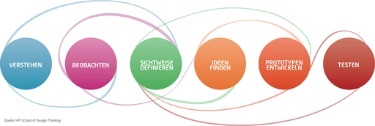 VERSTEHEN
BEOBACHTEN
SICHTWEISE
DEFINIEREN
IDEEN
FINDEN
PROTOTYPEN
ENTWICKELN
TESTEN
Quelle: HPI School of Design Thinking